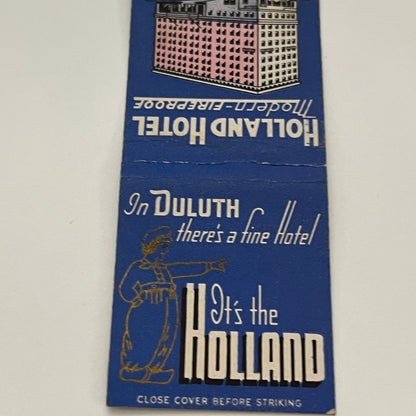 HOLLAND HOTEL
Modern-FIREPROOF
In DULUTH
there's a fine Hotel
It's the
HOLLAND
CLOSE COVER BEFORE STRIKING